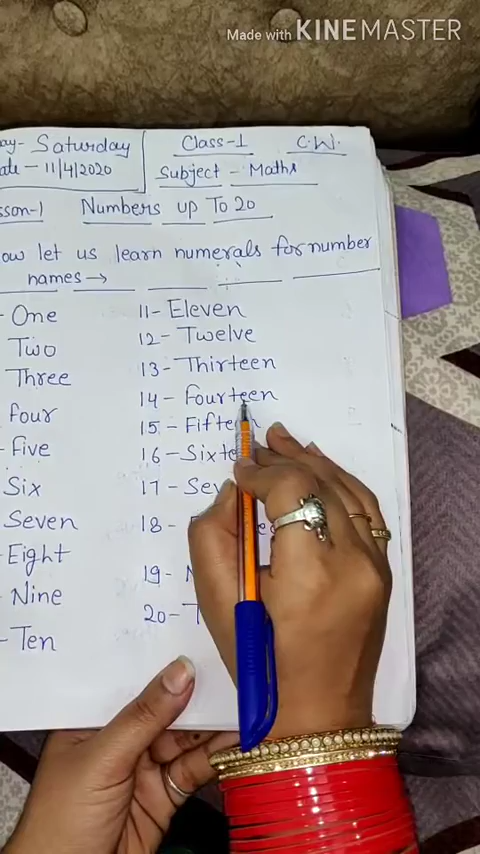 Made with KINEMASTER
ay- Saturday
ate - 11/4/2020
Class-1 C.W.
Subject - Maths
sson-1 Numbers up To 20
ow let us learn numerals for number
names →
- One 11- Eleven
Two 12- Twelve
Three 13- Thirteen
Four 14 - Fourteen
- Five 15- Fifteen
Six 16 - Sixte
Seven 17 - Sev
- Eight 18 -
- Nine 19 - N
- Ten 20 - T